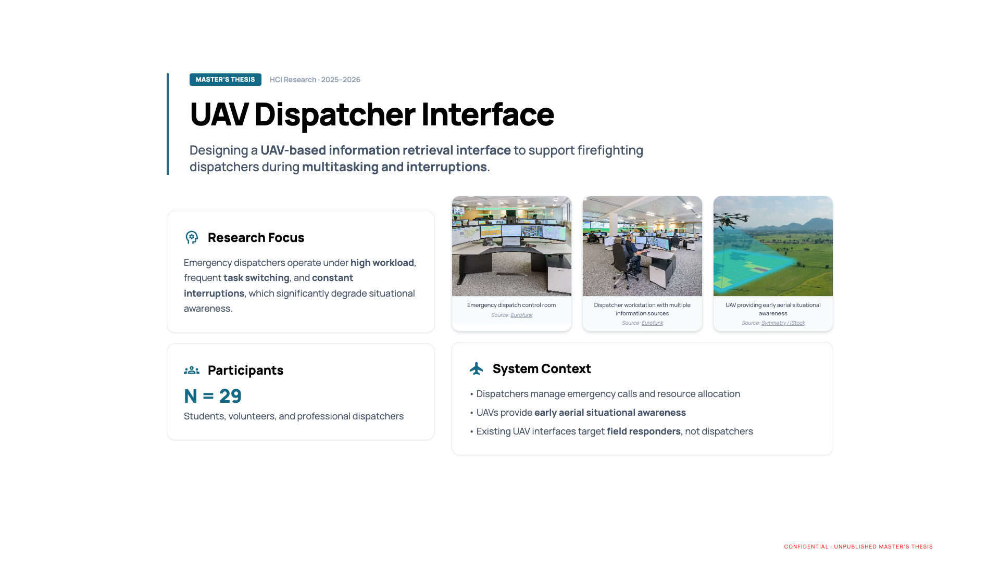 MASTER'S THESIS
HCI Research · 2025–2026
UAV Dispatcher Interface
Designing a UAV-based information retrieval interface to support firefighting
dispatchers during multitasking and interruptions.
Research Focus
Emergency dispatchers operate under high workload,
frequent task switching, and constant
interruptions, which significantly degrade situational
awareness.
Participants
N = 29
Students, volunteers, and professional dispatchers
Emergency dispatch control room
Source: Eurofunk
Dispatcher workstation with multiple
information sources
Source: Eurofunk
UAV providing early aerial situational
awareness
Source: Symmetry / iStock
System Context
• Dispatchers manage emergency calls and resource allocation
• UAVs provide early aerial situational awareness
• Existing UAV interfaces target field responders, not dispatchers
CONFIDENTIAL · UNPUBLISHED MASTER'S THESIS